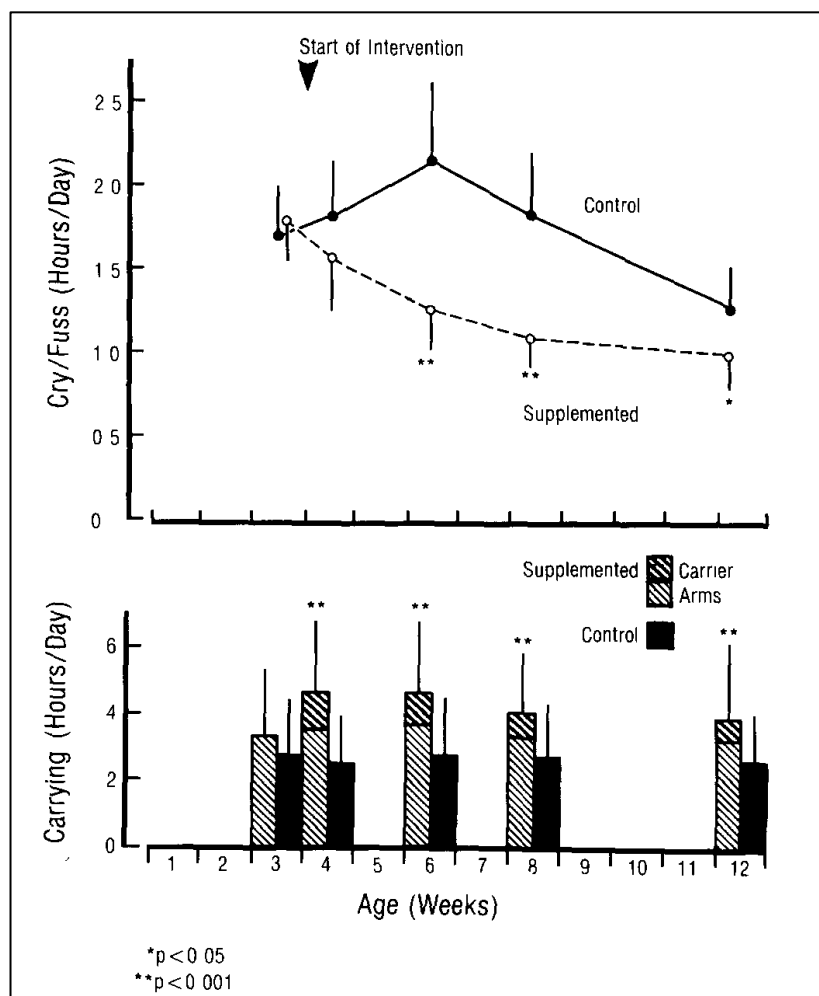 Start of Intervention
2 5
2 0
1 5
1 0
0 5
0
Cry/Fuss (Hours/Day)
Control
**
**
*
Supplemented
Supplemented Carrier
Arms
Control
**
**
**
**
6
4
2
0
Carrying (Hours/Day)
1 2 3 4 5 6 7 8 9 10 11 12
Age (Weeks)
*p<0 05
**p<0 001